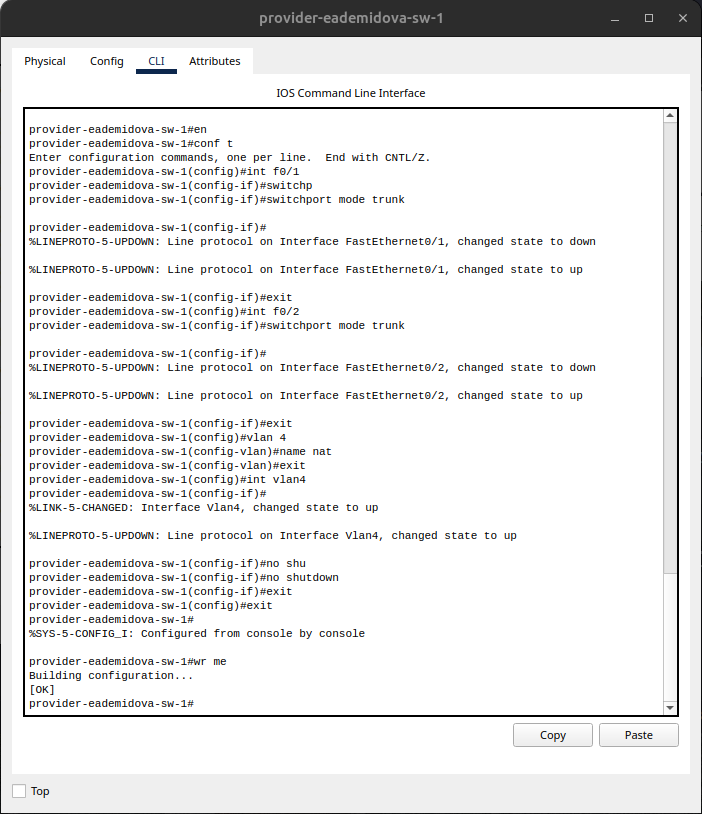 provider-eademidova-sw-1
Physical Config CLI Attributes
IOS Command Line Interface
provider-eademidova-sw-1#en
provider-eademidova-sw-1#conf t
Enter configuration commands, one per line.  End with CNTL/Z.
provider-eademidova-sw-1(config)#int f0/1
provider-eademidova-sw-1(config-if)#switchp
provider-eademidova-sw-1(config-if)#switchport mode trunk
provider-eademidova-sw-1(config-if)#
%LINEPROTO-5-UPDOWN: Line protocol on Interface FastEthernet0/1, changed state to down
%LINEPROTO-5-UPDOWN: Line protocol on Interface FastEthernet0/1, changed state to up
provider-eademidova-sw-1(config-if)#exit
provider-eademidova-sw-1(config)#int f0/2
provider-eademidova-sw-1(config-if)#switchport mode trunk
provider-eademidova-sw-1(config-if)#
%LINEPROTO-5-UPDOWN: Line protocol on Interface FastEthernet0/2, changed state to down
%LINEPROTO-5-UPDOWN: Line protocol on Interface FastEthernet0/2, changed state to up
provider-eademidova-sw-1(config-if)#exit
provider-eademidova-sw-1(config)#vlan 4
provider-eademidova-sw-1(config-vlan)#name nat
provider-eademidova-sw-1(config-vlan)#exit
provider-eademidova-sw-1(config)#int vlan4
provider-eademidova-sw-1(config-if)#
%LINK-5-CHANGED: Interface Vlan4, changed state to up
%LINEPROTO-5-UPDOWN: Line protocol on Interface Vlan4, changed state to up
provider-eademidova-sw-1(config-if)#no shu
provider-eademidova-sw-1(config-if)#no shutdown
provider-eademidova-sw-1(config-if)#exit
provider-eademidova-sw-1(config)#exit
provider-eademidova-sw-1#
%SYS-5-CONFIG_I: Configured from console by console
provider-eademidova-sw-1#wr me
Building configuration...
[OK]
provider-eademidova-sw-1#
Copy Paste
Top